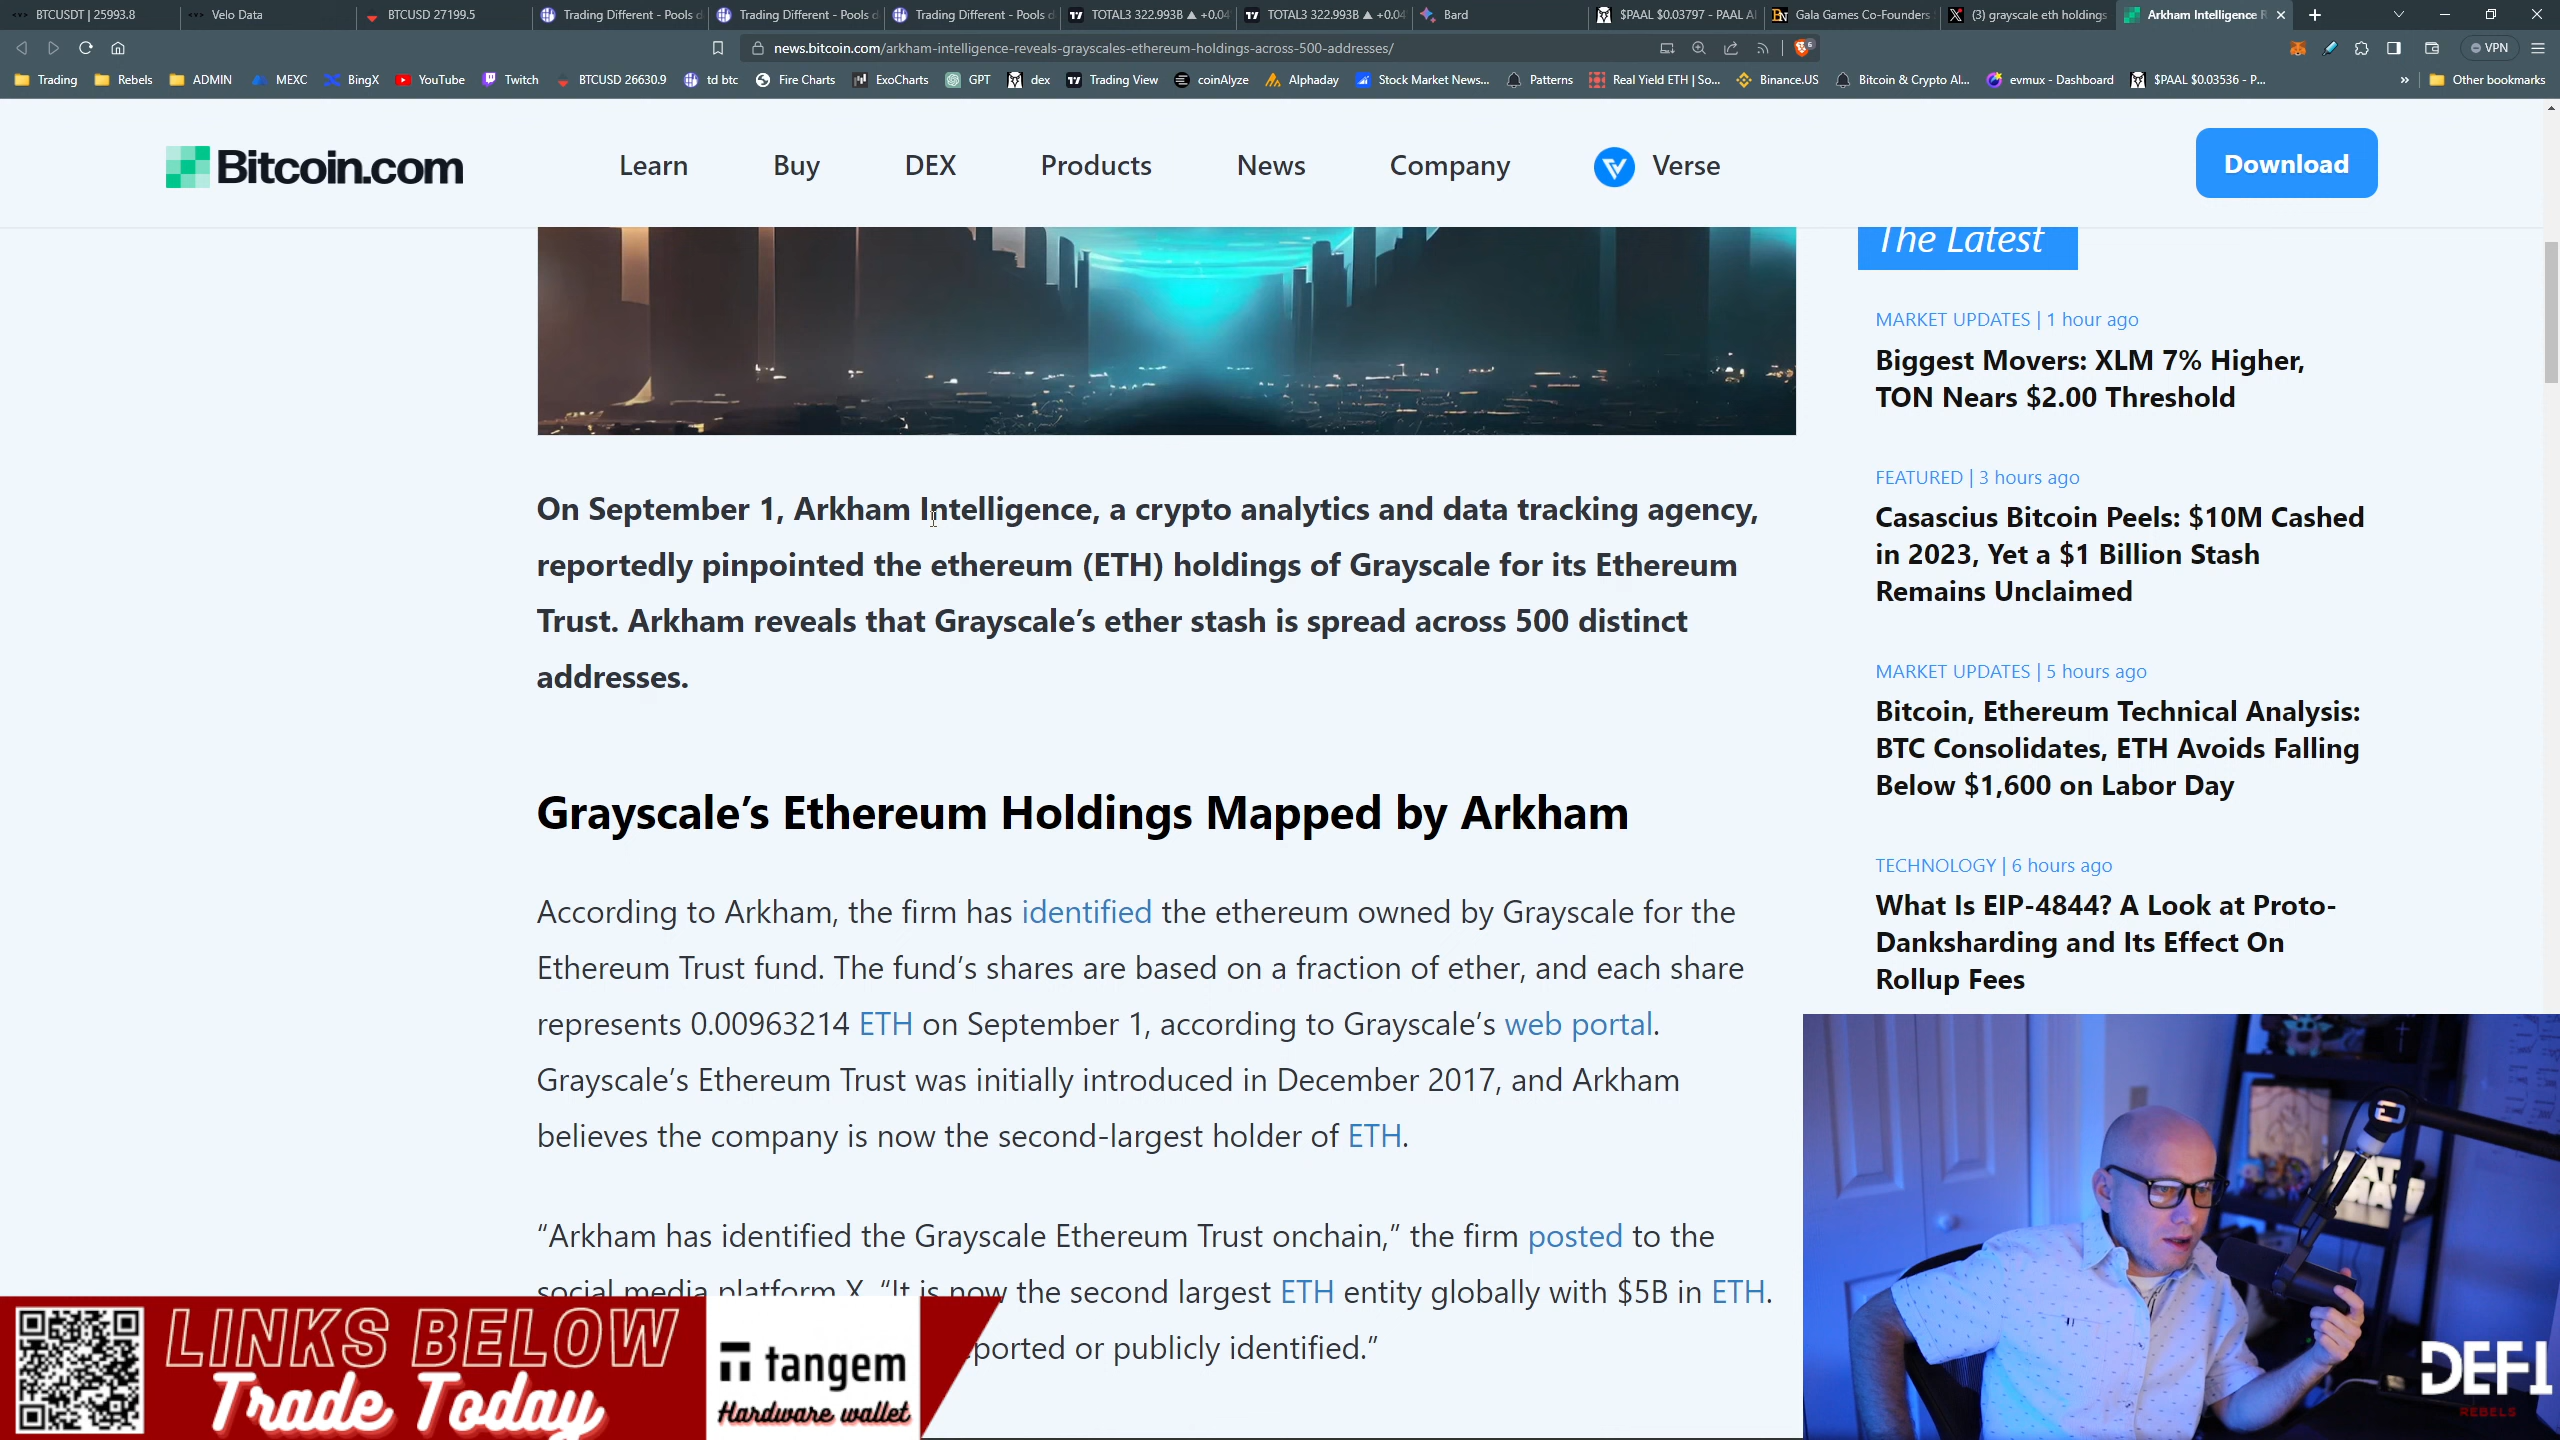 BTCUSDT | 25993.8
Velo Data
BTCUSD 27199.5
Trading Different - Pools d
Trading Different - Pools d
Trading Different - Pools d
TOTAL3 322.993B ▲ +0.04
TOTAL3 322.993B ▲ +0.04
Bard
$PAAL $0.03797 - PAAL AI
Gala Games Co-Founders
(3) grayscale eth holdings
Arkham Intelligence R
news.bitcoin.com/arkham-intelligence-reveals-grayscales-ethereum-holdings-across-500-addresses/
6
VPN
Trading
Rebels
ADMIN
MEXC
BingX
YouTube
Twitch
BTCUSD 26630.9
td btc
Fire Charts
ExoCharts
GPT
dex
Trading View
coinAlyze
Alphaday
Stock Market News...
Patterns
Real Yield ETH | So...
Binance.US
Bitcoin & Crypto Al...
evmux - Dashboard
$PAAL $0.03536 - P...
»
Other bookmarks
Bitcoin.com
Learn
Buy
DEX
Products
News
Company
Verse
Download
On September 1, Arkham Intelligence, a crypto analytics and data tracking agency,
reportedly pinpointed the ethereum (ETH) holdings of Grayscale for its Ethereum
Trust. Arkham reveals that Grayscale’s ether stash is spread across 500 distinct
addresses.
Grayscale’s Ethereum Holdings Mapped by Arkham
According to Arkham, the firm has identified the ethereum owned by Grayscale for the
Ethereum Trust fund. The fund’s shares are based on a fraction of ether, and each share
represents 0.00963214 ETH on September 1, according to Grayscale’s web portal.
Grayscale’s Ethereum Trust was initially introduced in December 2017, and Arkham
believes the company is now the second-largest holder of ETH.
“Arkham has identified the Grayscale Ethereum Trust onchain,” the firm posted to the
social media platform X. “It is now the second largest ETH entity globally with $5B in ETH.
ported or publicly identified.”
The Latest
MARKET UPDATES | 1 hour ago
Biggest Movers: XLM 7% Higher,
TON Nears $2.00 Threshold
FEATURED | 3 hours ago
Casascius Bitcoin Peels: $10M Cashed
in 2023, Yet a $1 Billion Stash
Remains Unclaimed
MARKET UPDATES | 5 hours ago
Bitcoin, Ethereum Technical Analysis:
BTC Consolidates, ETH Avoids Falling
Below $1,600 on Labor Day
TECHNOLOGY | 6 hours ago
What Is EIP-4844? A Look at Proto-
Danksharding and Its Effect On
Rollup Fees
LINKS BELOW
Trade Today
tangem
Hardware wallet
DEFI
REBELS